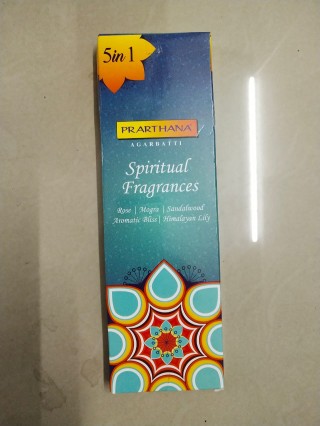 5in1
PRARTHANA
AGARBATTI
Spiritual
Fragrances
Rose | Mogra | Sandalwood
Aromatic Bliss | Himalayan Lily